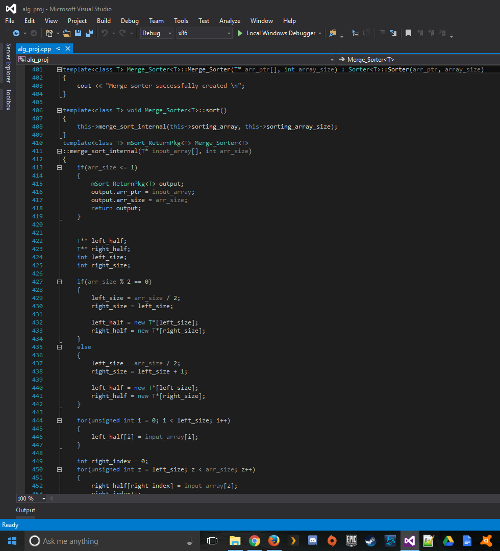 alg_proj - Microsoft Visual Studio
File Edit View Project Build Debug Team Tools Test Analyze Window Help
Debug x86 Local Windows Debugger
Server Explorer
Toolbox
alg_proj.cpp
alg_proj Merge_Sorter<T>
401 template<class T> Merge_Sorter<T>::Merge_Sorter(T* arr_ptr[], int array_size) : Sorter<T>::Sorter(arr_ptr, array_size)
402 {
403 cout << "Merge sorter successfully created \n";
404 }
405
406 template<class T> void Merge_Sorter<T>::sort()
407 {
408 this->merge_sort_internal(this->sorting_array, this->sorting_array_size);
409 }
410 template<class T> mSort_ReturnPkg<T> Merge_Sorter<T>
411 ::merge_sort_internal(T* input_array[], int arr_size)
412 {
413 if(arr_size <= 1)
414 {
415 mSort_ReturnPkg<T> output;
416 output.arr_ptr = input_array;
417 output.arr_size = arr_size;
418 return output;
419 }
420
421
422 T** left_half;
423 T** right_half;
424 int left_size;
425 int right_size;
426
427 if(arr_size % 2 == 0)
428 {
429 left_size = arr_size / 2;
430 right_size = left_size;
431
432 left_half = new T*[left_size];
433 right_half = new T*[right_size];
434 }
435 else
436 {
437 left_size = arr_size / 2;
438 right_size = left_size + 1;
439
440 left_half = new T*[left_size];
441 right_half = new T*[right_size];
442 }
443
444 for(unsigned int i = 0; i < left_size; i++)
445 {
446 left_half[i] = input_array[i];
447 }
448
449 int right_index = 0;
450 for(unsigned int z = left_size; z < arr_size; z++)
451 {
452 right_half[right_index] = input_array[z];
100 %
Output
Ready
Ask me anything